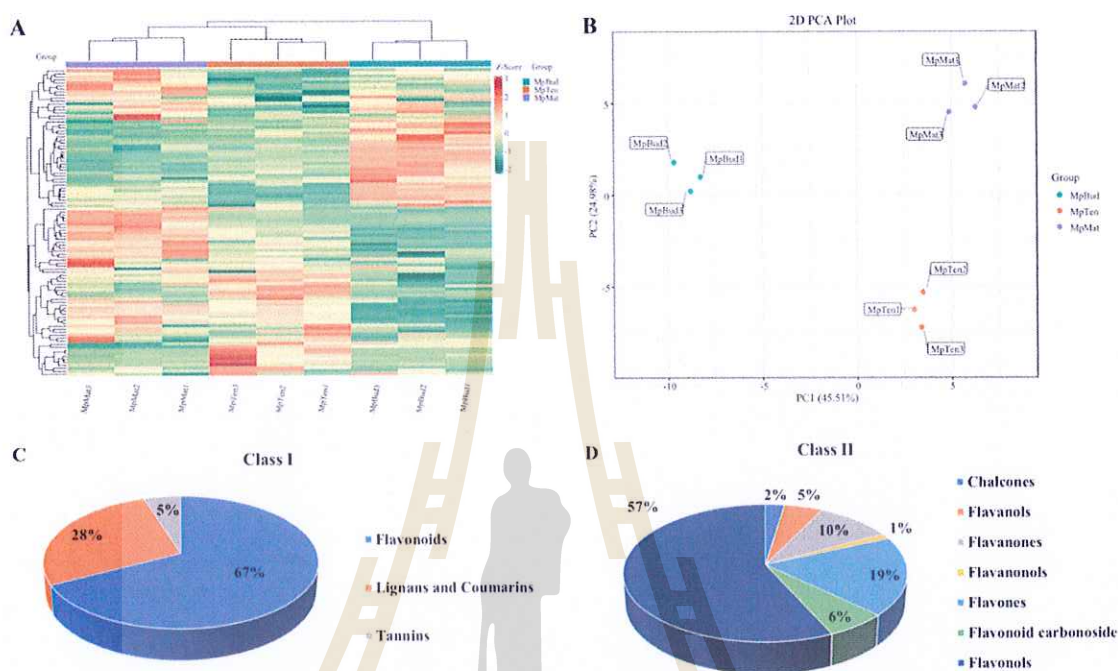 A
Group
Z-Score Group
MpBud
MpTen
MpMat
MpMat3 MpMat2 MpMat1 MpTen3 MpTen2 MpTen1 MpBud3 MpBud2 MpBud1
B
2D PCA Plot
MpMat2
MpMat3
MpBud2
MpBud1
MpBud3
MpTen2
MpTen1
MpTen3
5
0
-5
-10 -5 0 5
PC2 (24.98%)
PC1 (45.51%)
Group
MpBud
MpTen
MpMat
C
Class I
5%
28%
67%
Flavonoids
Lignans and Coumarins
Tannins
D
Class II
57%
2%
5%
10%
1%
19%
6%
Chalcones
Flavanols
Flavanones
Flavanonols
Flavones
Flavonoid carbonoside
Flavonols